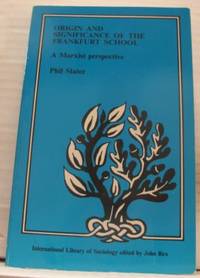 ORIGIN AND
SIGNIFICANCE OF THE
FRANKFURT SCHOOL
A Marxist perspective
Phil Slater
International Library of Sociology edited by John Rex